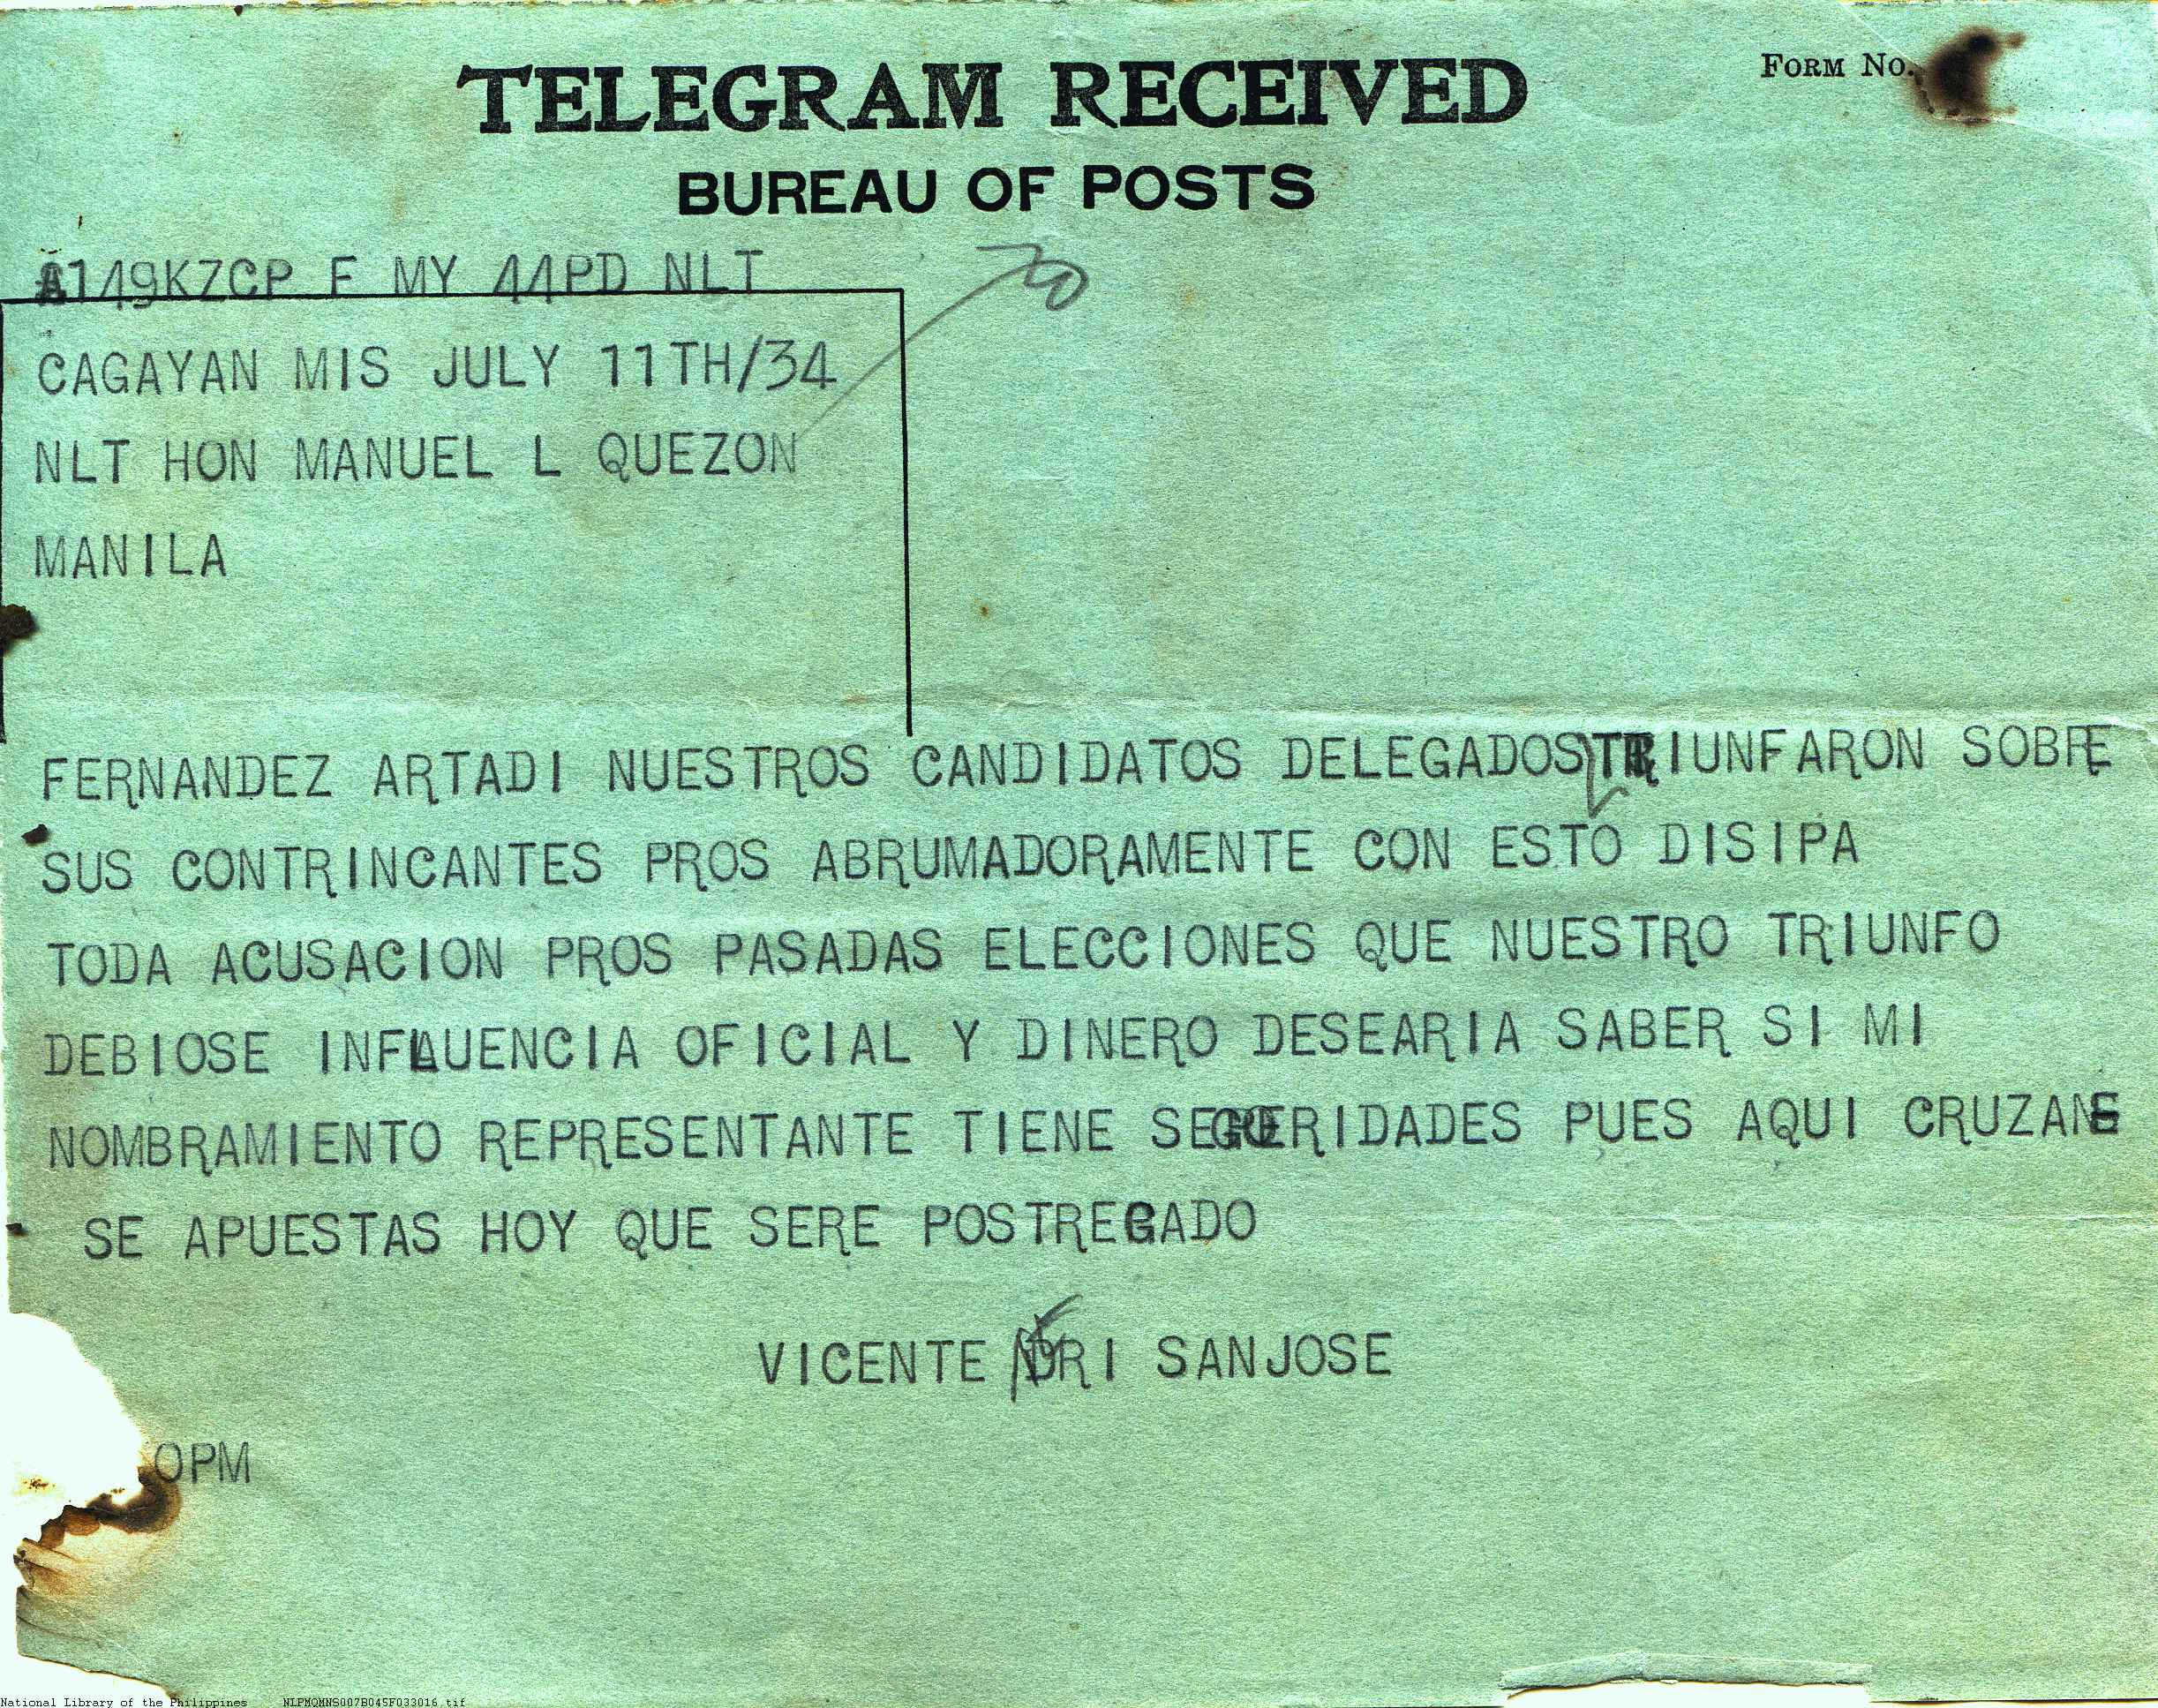 FORM NO.
TELEGRAM RECEIVED
BUREAU OF POSTS
A149KZCP F MY 44PD NLT
CAGAYAN MIS JULY 11TH/34
NLT HON MANUEL L QUEZON
MANILA
FERNANDEZ ARTADI NUESTROS CANDIDATOS DELEGADOS TRIUNFARON SOBRE
SUS CONTRINCANTES PROS ABRUMADORAMENTE CON ESTO DISIPA
TODA ACUSACION PROS PASADAS ELECCIONES QUE NUESTRO TRIUNFO
DEBIOSE INFLUENCIA OFICIAL Y DINERO DESEARIA SABER SI MI
NOMBRAMIENTO REPRESENTANTE TIENE PUES AQUI
SE APUESTAS HOY QUE SERE POSTREGADO
VICENTE SANJOSE
OPM
National Library of the Philippines NLPMQMNS007B045F033016.tif